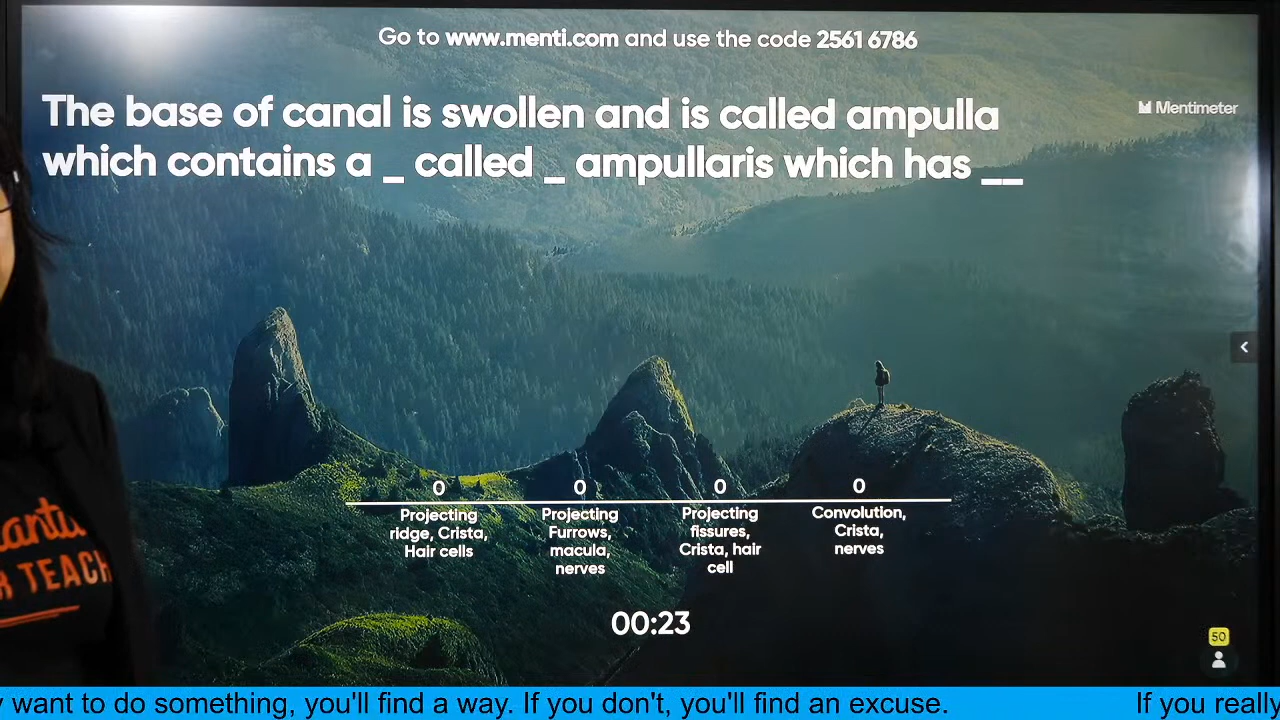 Go to www.menti.com and use the code 2561 6786
The base of canal is swollen and is called ampulla
which contains a _ called _ ampullaris which has __
Mentimeter
0
0
0
0
Projecting
ridge, Crista,
Hair cells
Projecting
Furrows,
macula,
nerves
Projecting
fissures,
Crista, hair
cell
Convolution,
Crista,
nerves
00:23
50
TEACH
want to do something, you'll find a way. If you don't, you'll find an excuse.
If you really